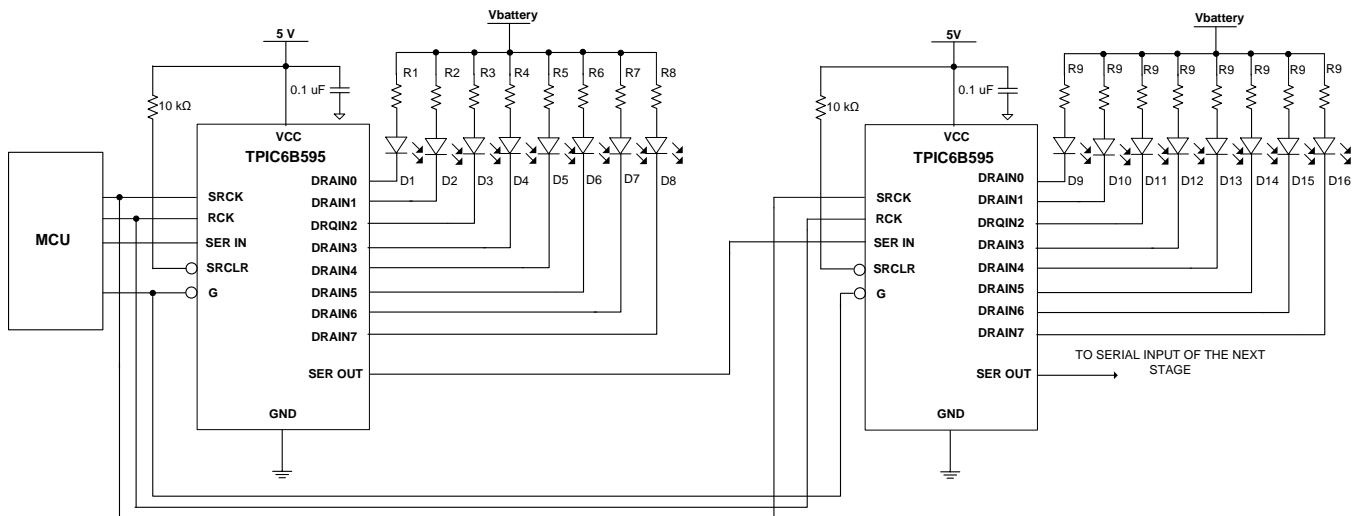 Vbattery
5 V
R1 R2 R3 R4 R5 R6 R7 R8
0.1 uF
10 kΩ
VCC
TPIC6B595
MCU
SRCK
RCK
SER IN
SRCLR
G
DRAIN0
DRAIN1
DRQIN2
DRAIN3
DRAIN4
DRAIN5
DRAIN6
DRAIN7
SER OUT
GND
D1 D2 D3 D4 D5 D6 D7 D8
Vbattery
5V
R9 R9 R9 R9 R9 R9 R9 R9
0.1 uF
10 kΩ
VCC
TPIC6B595
SRCK
RCK
SER IN
SRCLR
G
DRAIN0
DRAIN1
DRQIN2
DRAIN3
DRAIN4
DRAIN5
DRAIN6
DRAIN7
SER OUT
GND
D9 D10 D11 D12 D13 D14 D15 D16
TO SERIAL INPUT OF THE NEXT
STAGE